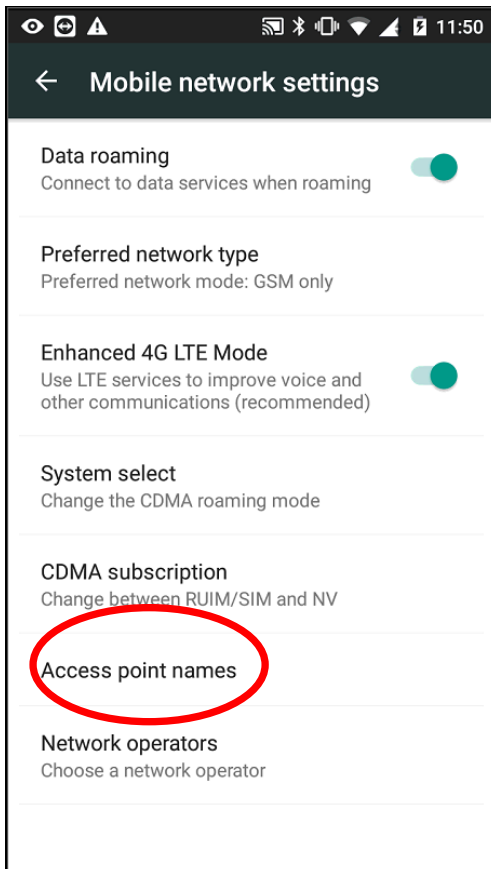 11:50
Mobile network settings
Data roaming
Connect to data services when roaming
Preferred network type
Preferred network mode: GSM only
Enhanced 4G LTE Mode
Use LTE services to improve voice and
other communications (recommended)
System select
Change the CDMA roaming mode
CDMA subscription
Change between RUIM/SIM and NV
Access point names
Network operators
Choose a network operator